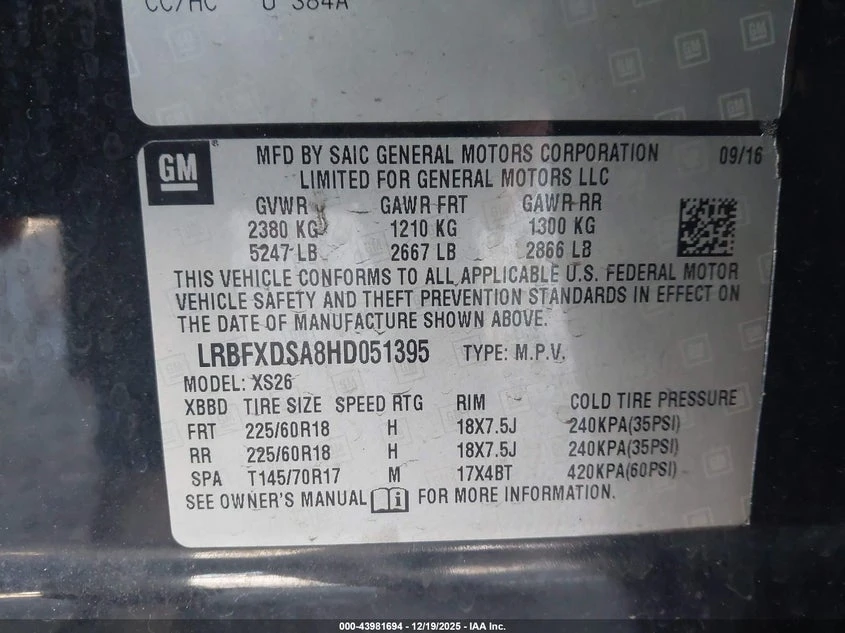 CC/HC U 384A
GM
MFD BY SAIC GENERAL MOTORS CORPORATION 09/16
LIMITED FOR GENERAL MOTORS LLC
GVWR GAWR FRT GAWR RR
2380 KG 1210 KG 1300 KG
5247 LB 2667 LB 2866 LB
THIS VEHICLE CONFORMS TO ALL APPLICABLE U.S. FEDERAL MOTOR
VEHICLE SAFETY AND THEFT PREVENTION STANDARDS IN EFFECT ON
THE DATE OF MANUFACTURE SHOWN ABOVE.
LRBFXDSA8HD051395 TYPE: M.P.V.
MODEL: XS26
XBBD TIRE SIZE SPEED RTG RIM COLD TIRE PRESSURE
FRT 225/60R18 H 18X7.5J 240KPA(35PSI)
RR 225/60R18 H 18X7.5J 240KPA(35PSI)
SPA T145/70R17 M 17X4BT 420KPA(60PSI)
SEE OWNER'S MANUAL i FOR MORE INFORMATION.
000-43981694 - 12/19/2025 - IAA Inc.